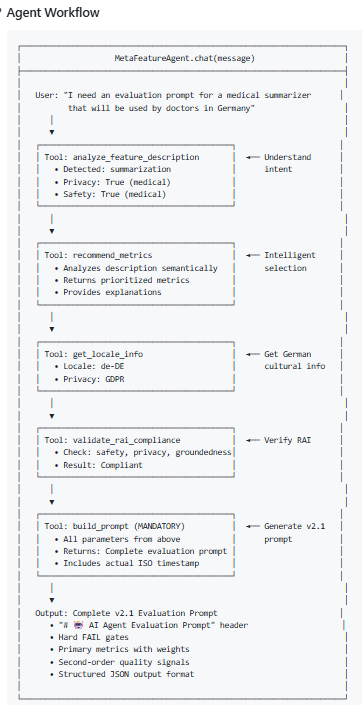 Agent Workflow
MetaFeatureAgent.chat(message)
User: "I need an evaluation prompt for a medical summarizer
that will be used by doctors in Germany"
Tool: analyze_feature_description
Understand
• Detected: summarization
intent
• Privacy: True (medical)
• Safety: True (medical)
Tool: recommend_metrics
Intelligent
• Analyzes description semantically
selection
• Returns prioritized metrics
• Provides explanations
Tool: get_locale_info
Get German
• Locale: de-DE
cultural info
• Privacy: GDPR
Tool: validate_rai_compliance
Verify RAI
• Check: safety, privacy, groundedness
• Result: Compliant
Tool: build_prompt (MANDATORY)
Generate v2.1
• All parameters from above
prompt
• Returns: Complete evaluation prompt
• Includes actual ISO timestamp
Output: Complete v2.1 Evaluation Prompt
• "# AI Agent Evaluation Prompt" header
• Hard FAIL gates
• Primary metrics with weights
• Second-order quality signals
• Structured JSON output format